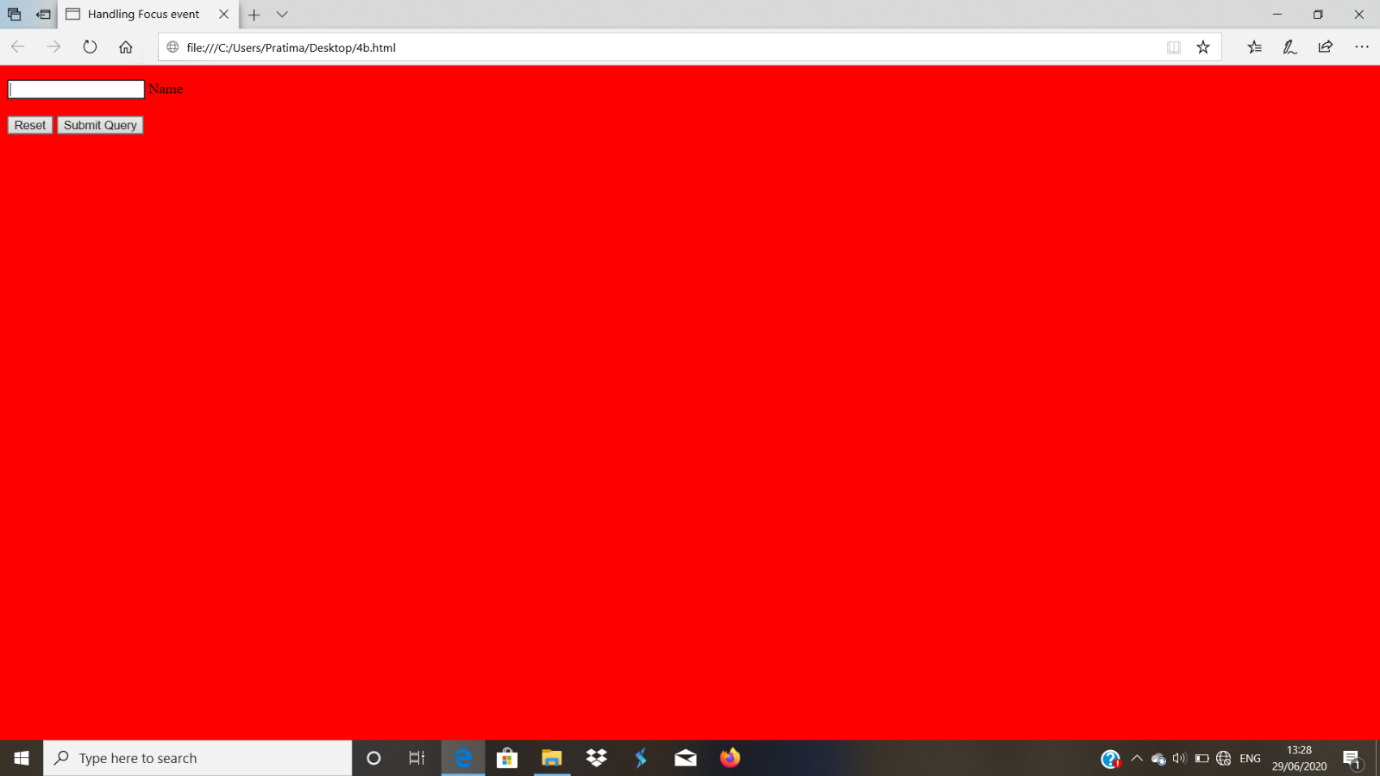 Handling Focus event
file:///C:/Users/Pratima/Desktop/4b.html
Name
Reset Submit Query
Type here to search
ENG
13:28
29/06/2020
1